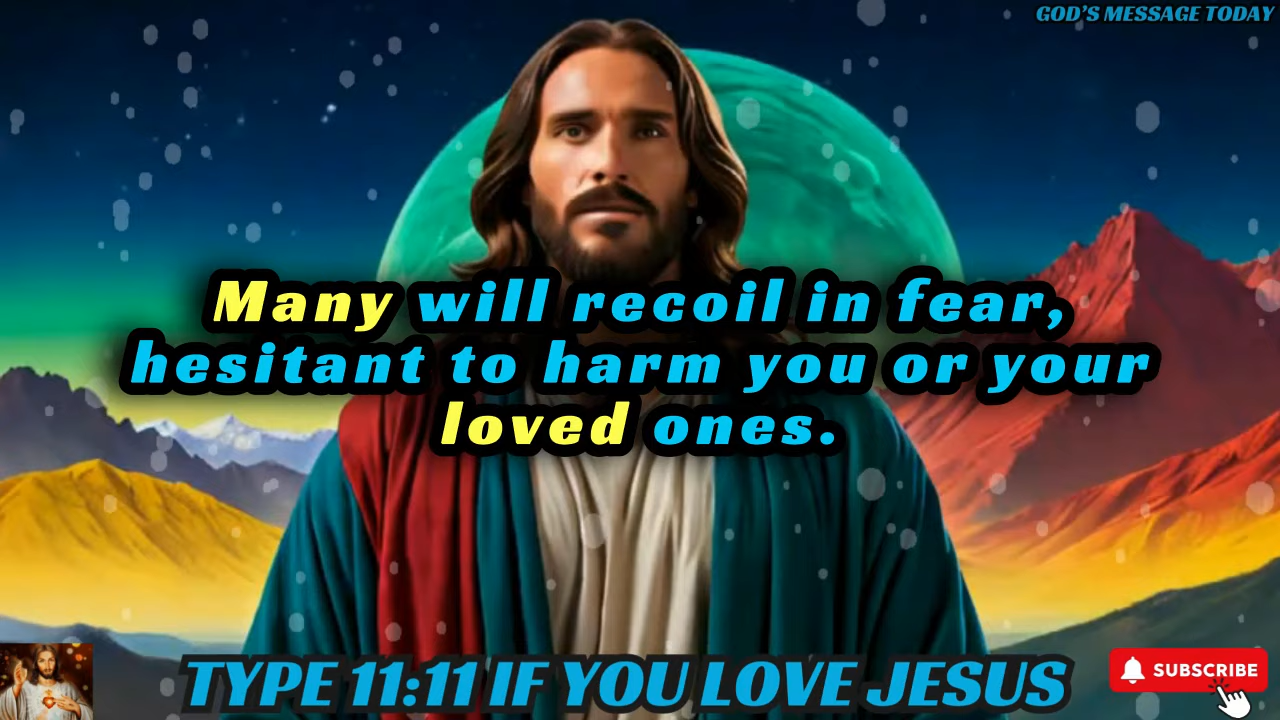 GOD'S MESSAGE TODAY
Many will recoil in fear,
hesitant to harm you or your
loved ones.
TYPE 11:11 IF YOU LOVE JESUS
SUBSCRIBE